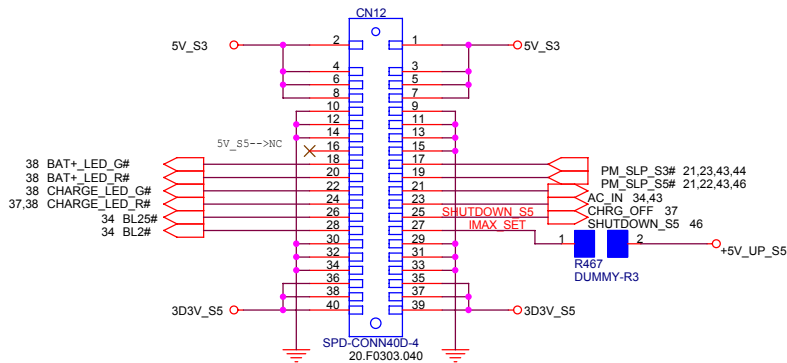 CN12
5V_S3 2 1 5V_S3
4 3
6 5
8 7
10 9
12 11
14 13
5V_S5-->NC 16 15
38 BAT+_LED_G# 18 17 PM_SLP_S3# 21,23,43,44
38 BAT+_LED_R# 20 19 PM_SLP_S5# 21,22,43,46
38 CHARGE_LED_G# 22 21 AC_IN 34,43
37,38 CHARGE_LED_R# 24 23 CHRG_OFF 37
34 BL25# 26 25 SHUTDOWN_S5 SHUTDOWN_S5 46
34 BL2# 28 27 IMAX_SET 1 2 +5V_UP_S5
30 29
32 31
34 33
R467
36 35
DUMMY-R3
38 37
3D3V_S5 40 39 3D3V_S5
SPD-CONN40D-4
20.F0303.040